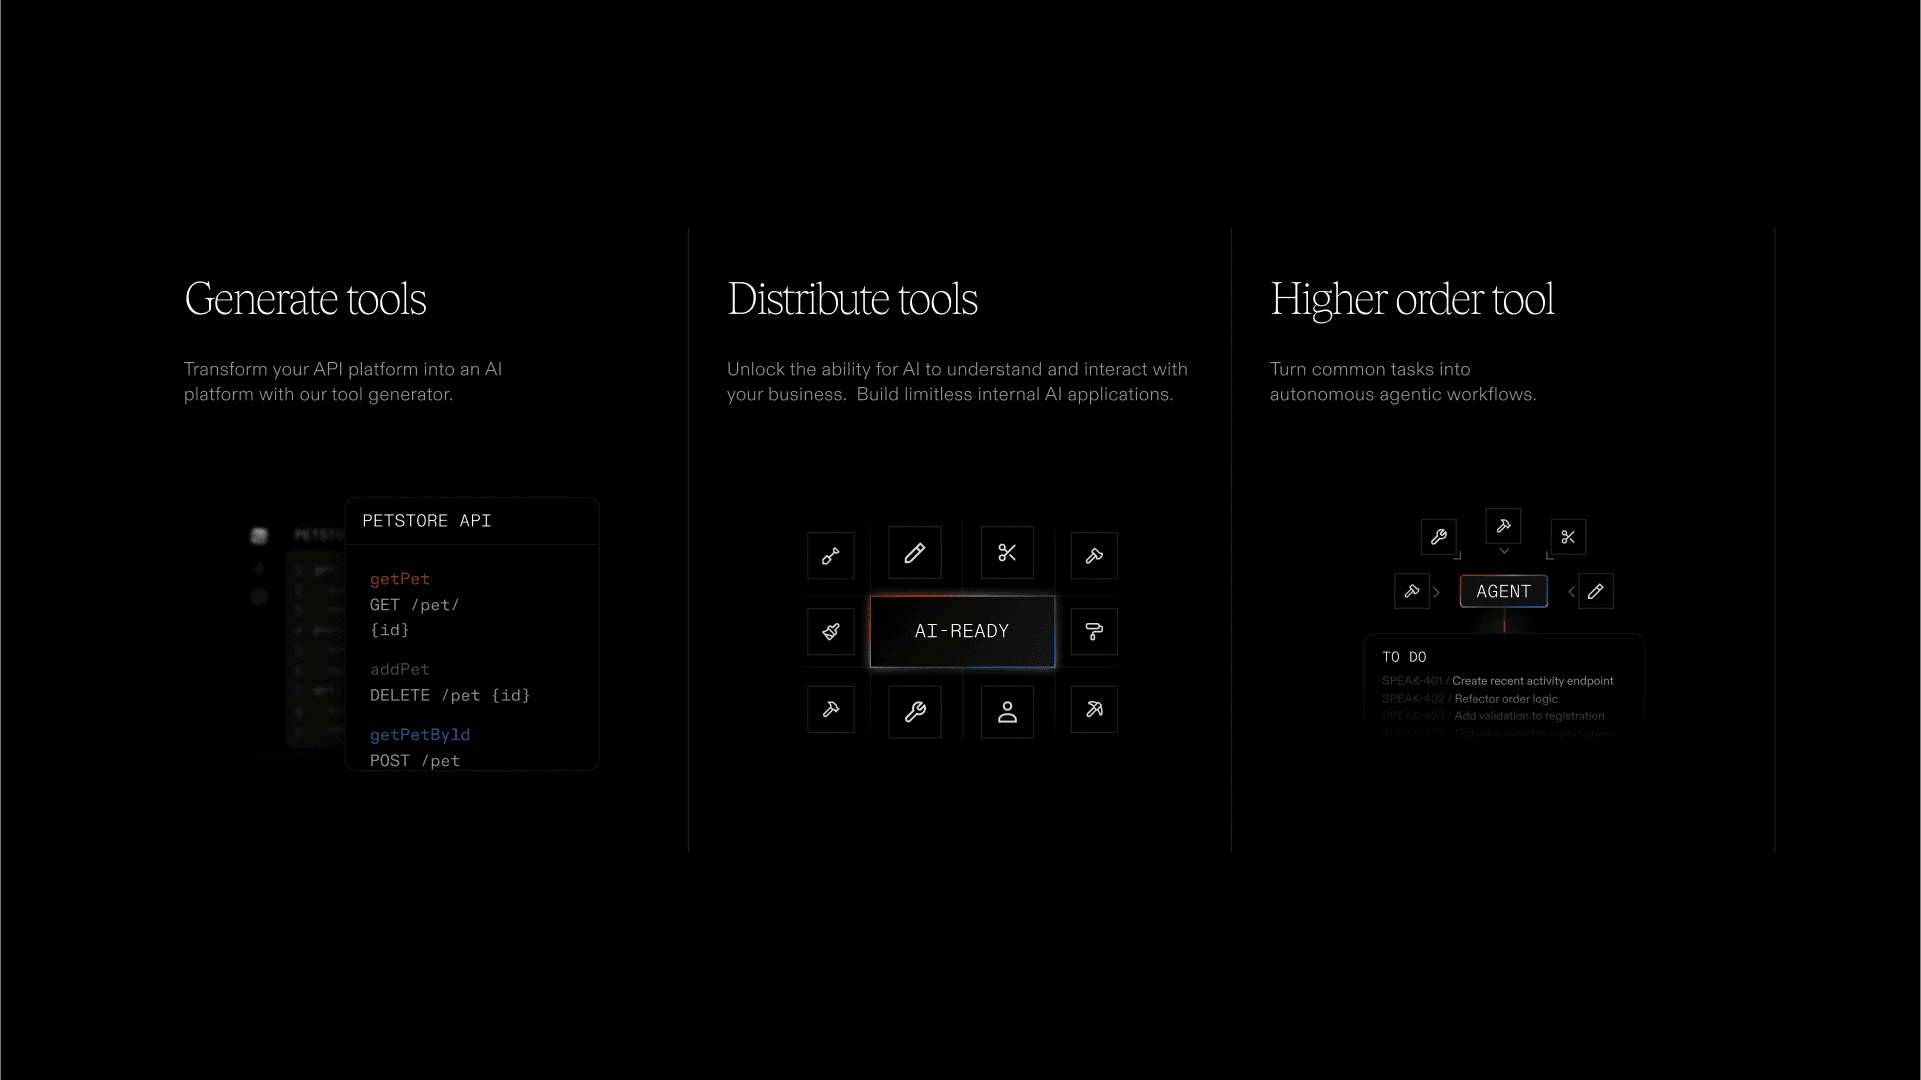 Generate tools
Transform your API platform into an AI
platform with our tool generator.
PETSTORE API
getPet
GET /pet/
{id}
addPet
DELETE /pet {id}
getPetByld
POST /pet
Distribute tools
Unlock the ability for AI to understand and interact with
your business.  Build limitless internal AI applications.
AI-READY
Higher order tool
Turn common tasks into
autonomous agentic workflows.
AGENT
TO DO
SPEAK-401 / Create recent activity endpoint
SPEAK-402 / Refactor order logic
SPEAK-403 / Add validation to registration
Optimize monthly report query